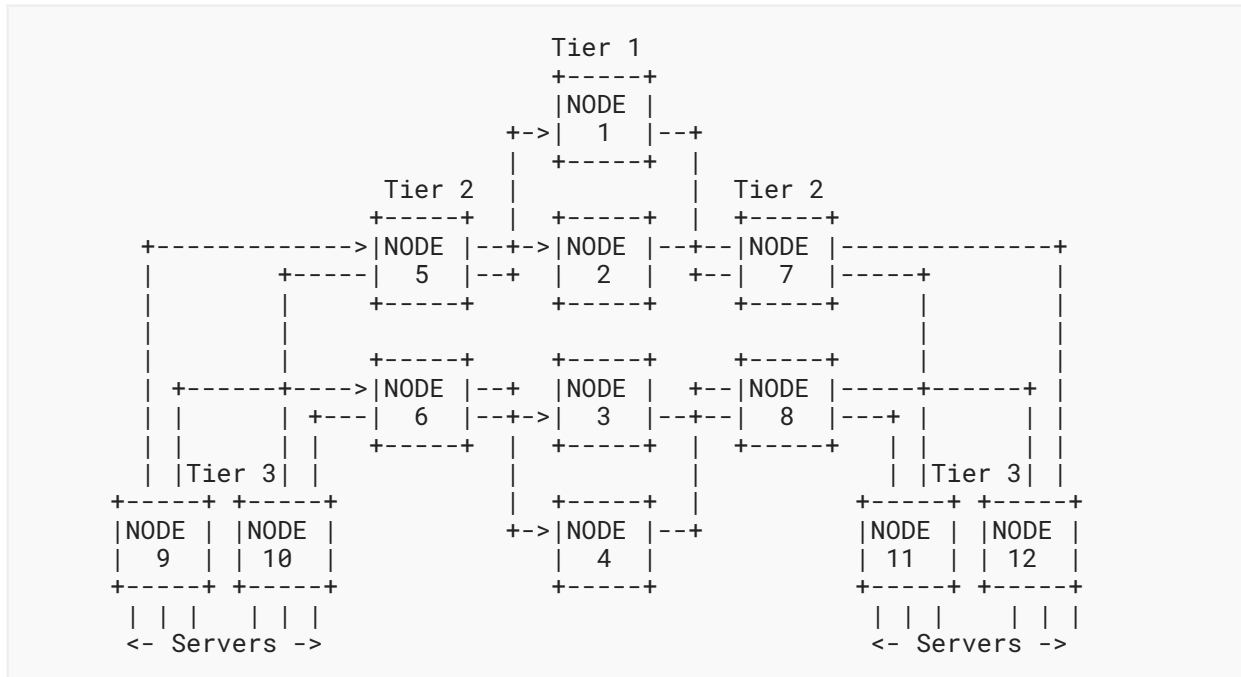 Tier 1
+-----+
|NODE |
+->|  1  |--+
|  +-----+  |
Tier 2  |           |  Tier 2
+-----+  |  +-----+  |  +-----+
+------------->|NODE |--+->|NODE |--+--|NODE |--------------+
|        +-----|  5  |--+  |  2  |  +--|  7  |-----+        |
|        |     +-----+     +-----+     +-----+     |        |
|        |                                         |        |
|        |     +-----+     +-----+     +-----+     |        |
| +------+---->|NODE |--+  |NODE |  +--|NODE |-----+------+ |
| |      | +---|  6  |--+->|  3  |--+--|  8  |---+ |      | |
| |      | |   +-----+  |  +-----+  |  +-----+   | |      | |
| |Tier 3| |            |           |            | |Tier 3| |
+-----+ +-----+            |  +-----+  |           +-----+ +-----+
|NODE | |NODE |            +->|NODE |--+           |NODE | |NODE |
|  9  | | 10  |               |  4  |              | 11  | | 12  |
+-----+ +-----+               +-----+              +-----+ +-----+
| | |   | | |                                       | | |    | | |
<- Servers ->                                    <- Servers ->